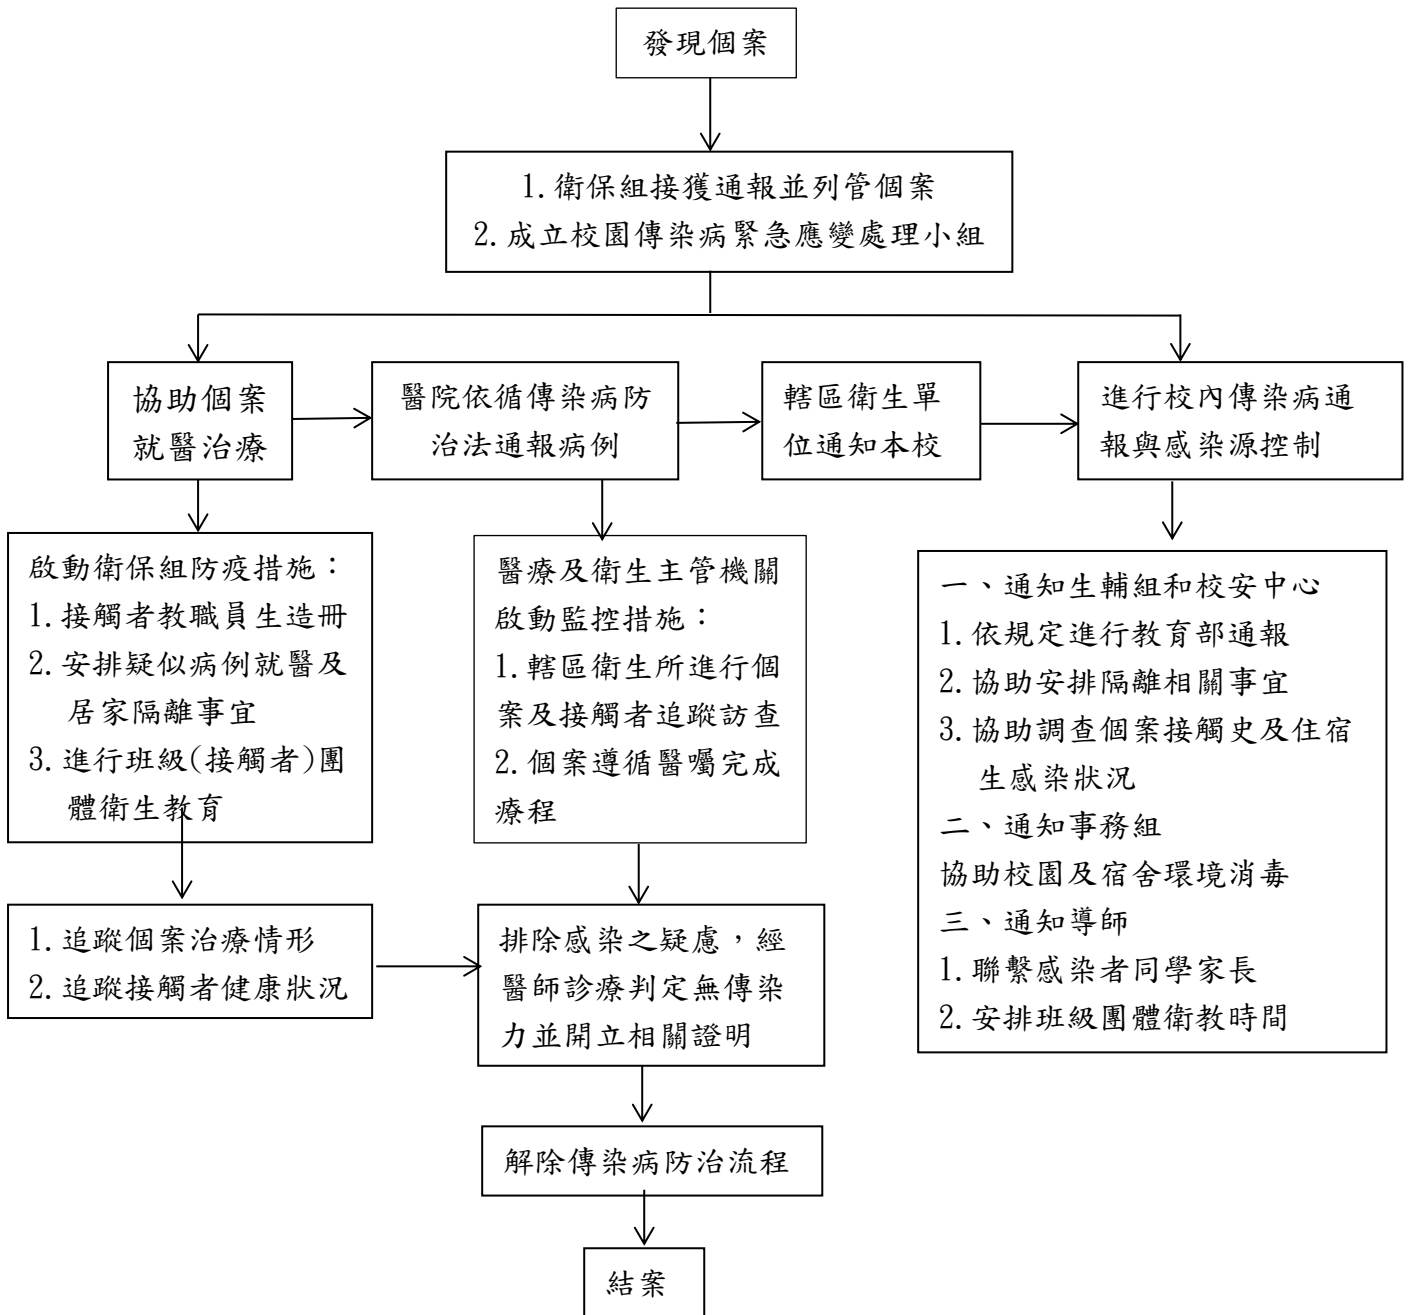 發現個案
1.衛保組接獲通報並列管個案
2.成立校園傳染病緊急應變處理小組
協助個案
就醫治療
醫院依循傳染病防
治法通報病例
轄區衛生單
位通知本校
進行校內傳染病通
報與感染源控制
啟動衛保組防疫措施：
1.接觸者教職員生造冊
2.安排疑似病例就醫及
居家隔離事宜
3.進行班級(接觸者)團
體衛生教育
醫療及衛生主管機關
啟動監控措施：
1.轄區衛生所進行個
案及接觸者追蹤訪查
2.個案遵循醫囑完成
療程
一、通知生輔組和校安中心
1.依規定進行教育部通報
2.協助安排隔離相關事宜
3.協助調查個案接觸史及住宿
生感染狀況
二、通知事務組
協助校園及宿舍環境消毒
三、通知導師
1.聯繫感染者同學家長
2.安排班級團體衛教時間
1.追蹤個案治療情形
2.追蹤接觸者健康狀況
排除感染之疑慮，經
醫師診療判定無傳染
力並開立相關證明
解除傳染病防治流程
結案